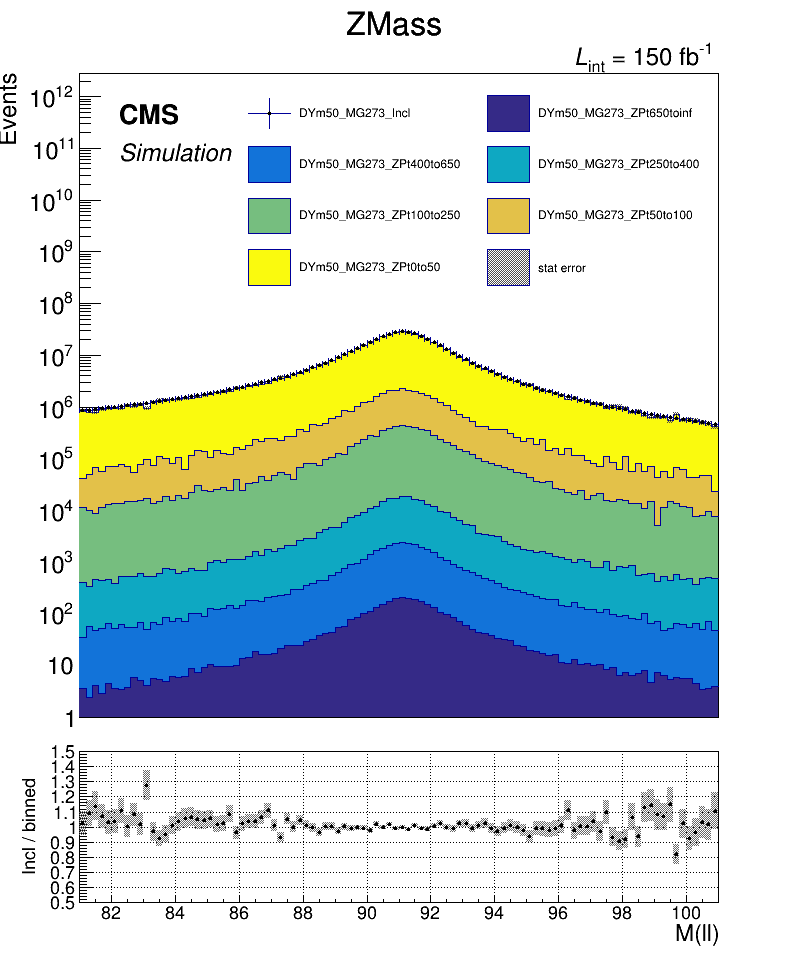 ZMass
L_int = 150 fb^-1
Events
CMS
Simulation
DYm50_MG273_Incl
DYm50_MG273_ZPt650toinf
DYm50_MG273_ZPt400to650
DYm50_MG273_ZPt250to400
DYm50_MG273_ZPt100to250
DYm50_MG273_ZPt50to100
DYm50_MG273_ZPt0to50
stat error
10^12
10^11
10^10
10^9
10^8
10^7
10^6
10^5
10^4
10^3
10^2
10
1
Incl / binned
1.5
1.4
1.3
1.2
1.1
1
0.9
0.8
0.7
0.6
0.5
82 84 86 88 90 92 94 96 98 100
M(ll)